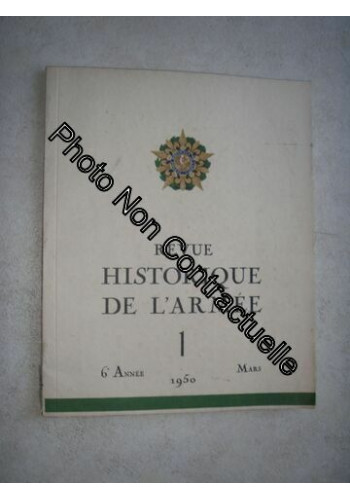 REVUE
HISTORIQUE
DE L'ARMÉE
1
6e ANNÉE
1950
MARS
Photo Non Contractuelle